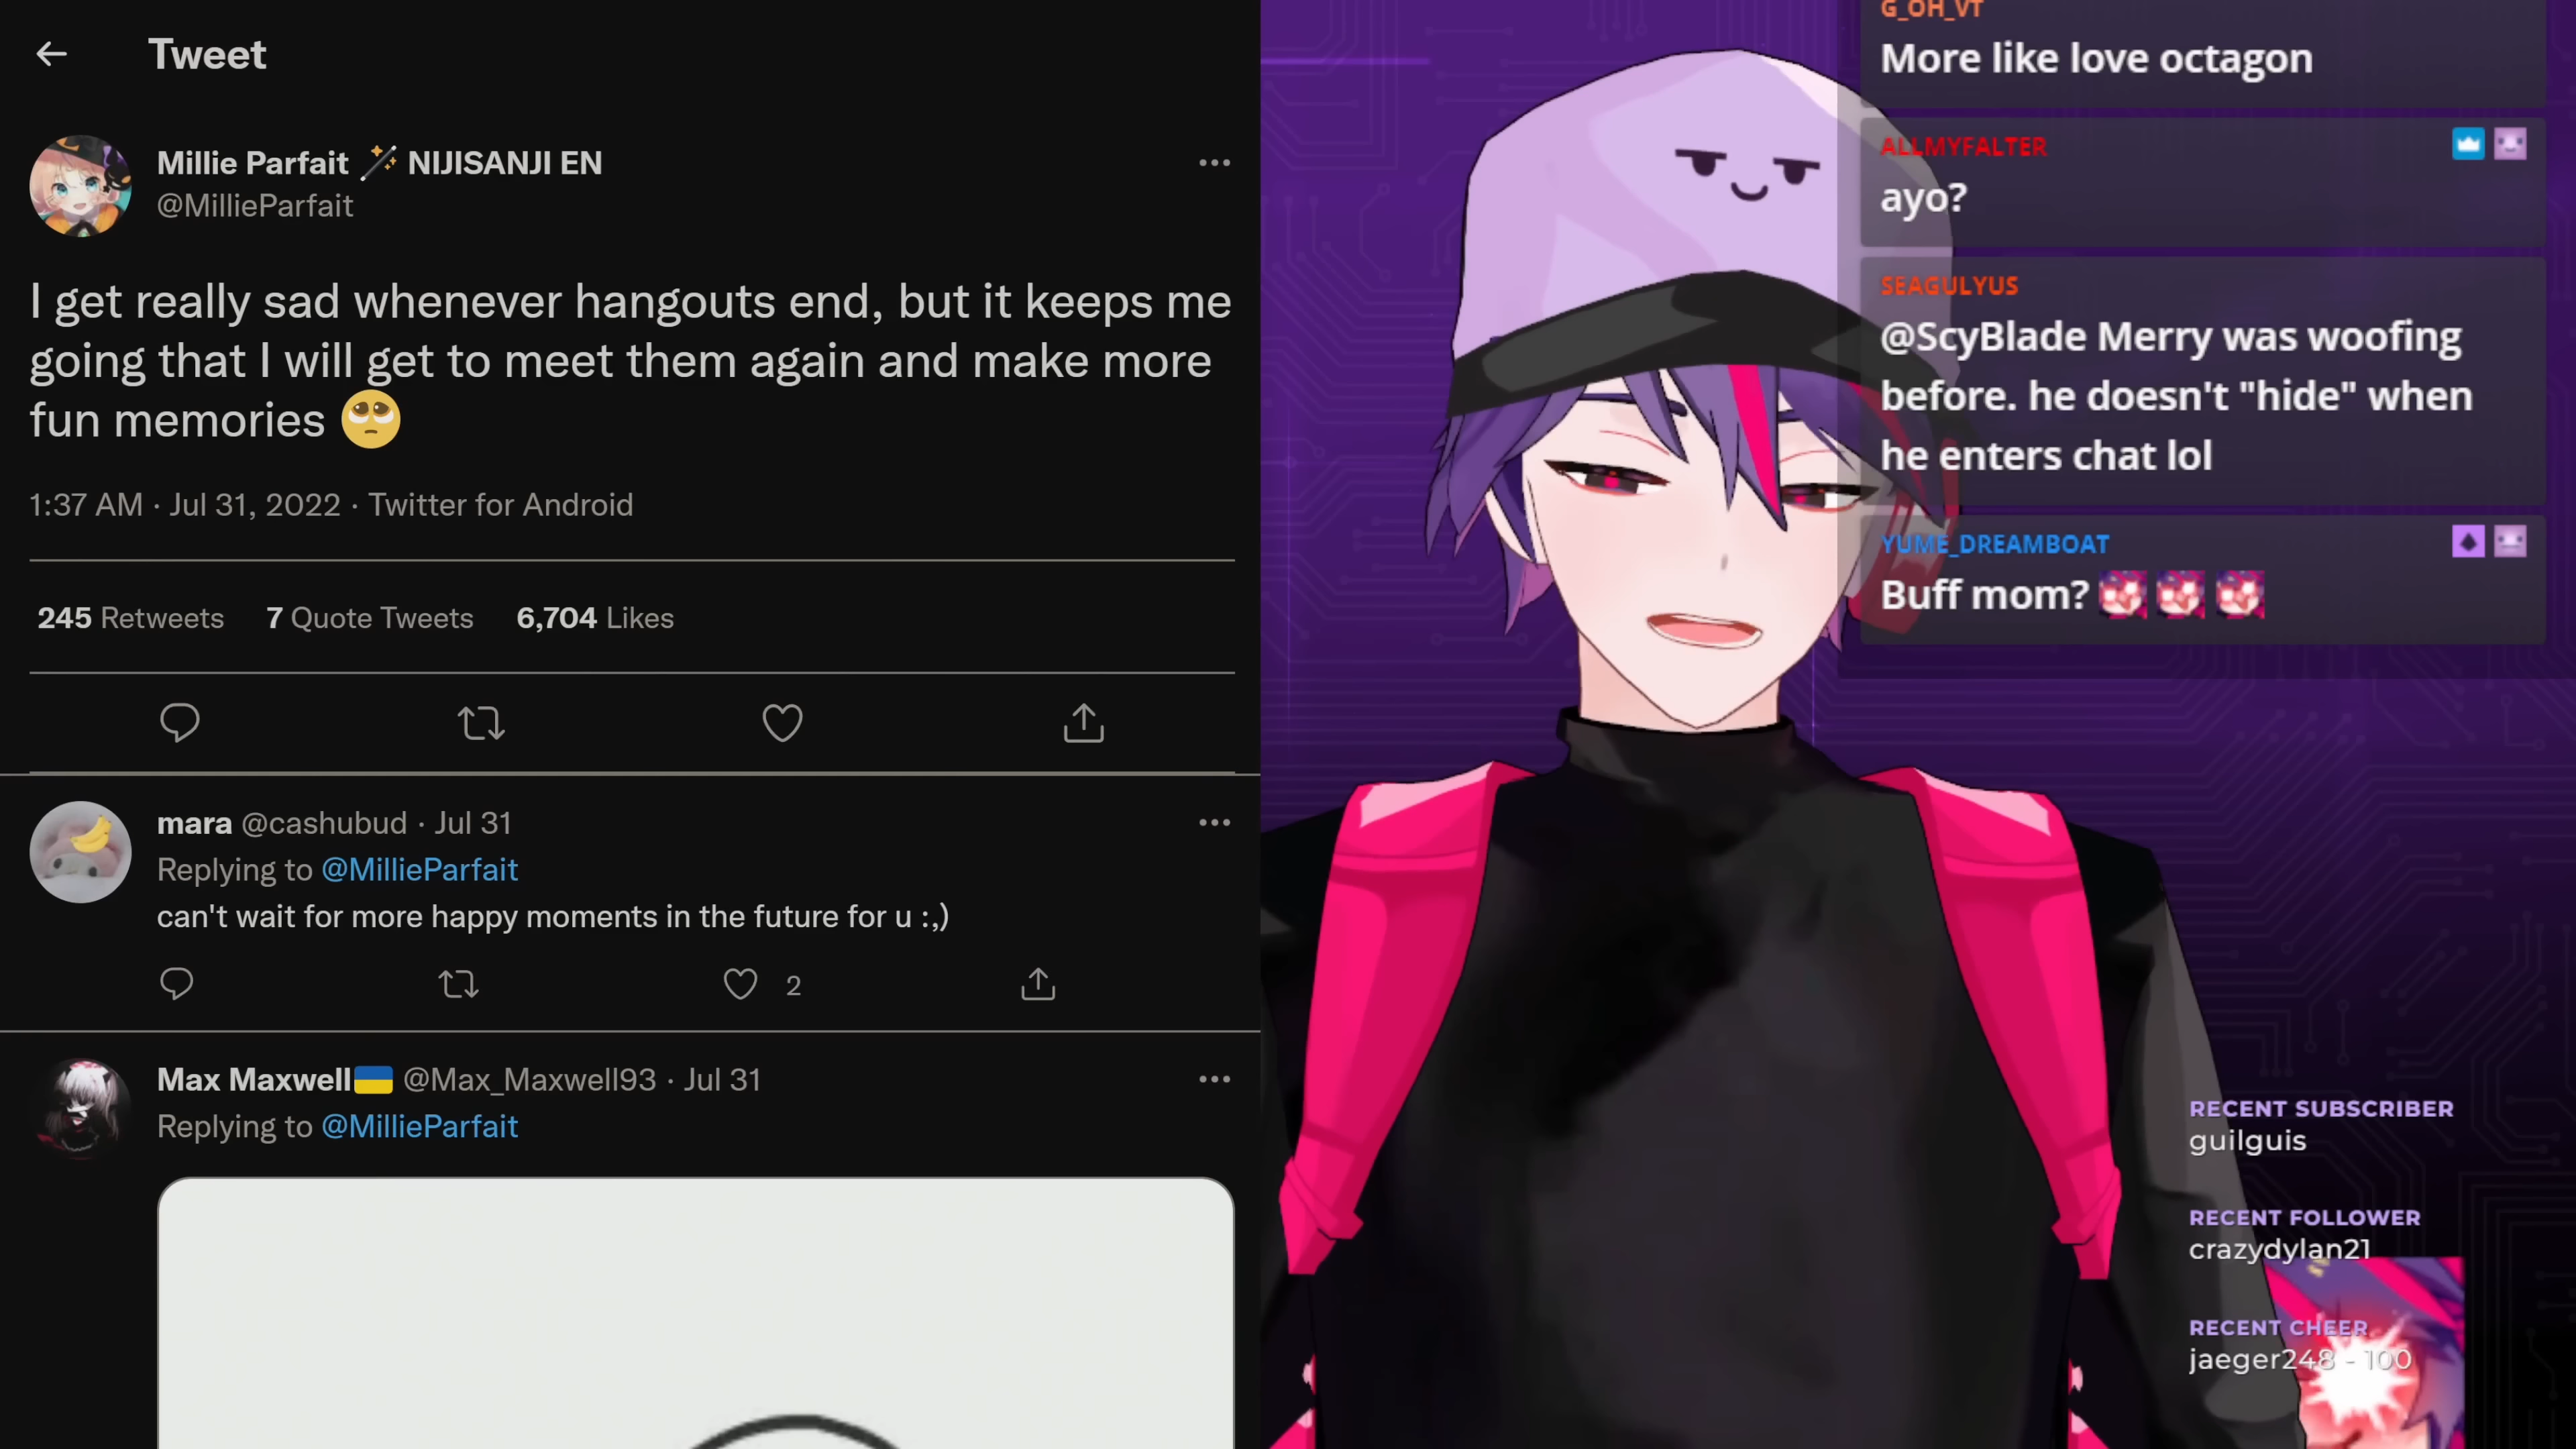 Tweet
Millie Parfait 🪄 NIJISANJI EN
@MillieParfait
I get really sad whenever hangouts end, but it keeps me
going that I will get to meet them again and make more
fun memories 🥺
1:37 AM · Jul 31, 2022 · Twitter for Android
245 Retweets 7 Quote Tweets 6,704 Likes
mara @cashubud · Jul 31
Replying to @MillieParfait
can't wait for more happy moments in the future for u :,)
2
Max Maxwell🇺🇦 @Max_Maxwell93 · Jul 31
Replying to @MillieParfait
G_OH_VT
More like love octagon
ALLMYFALTER
ayo?
SEAGULYUS
@ScyBlade Merry was woofing
before. he doesn't "hide" when
he enters chat lol
YUME_DREAMBOAT
Buff mom?
RECENT SUBSCRIBER
guilguis
RECENT FOLLOWER
crazydylan21
RECENT CHEER
jaeger248 - 100